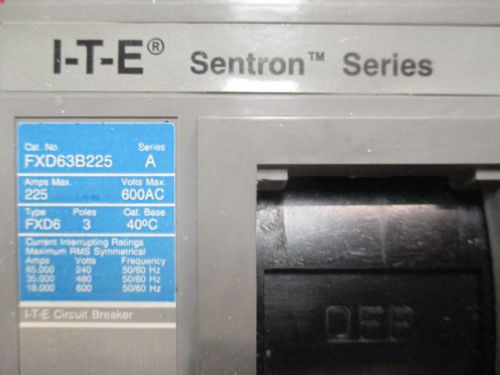 I-T-E® Sentron™ Series
Cat. No. Series
FXD63B225 A
Amps Max. Volts Max.
225 600AC
Type Poles Cal. Base
FXD6 3 40ºC
Current Interrupting Ratings
Maximum RMS Symmetrical
Amps Volts Frequency
65,000 240 50/60 Hz
35,000 480 50/60 Hz
18,000 600 50/60 Hz
I-T-E Circuit Breaker
OFF